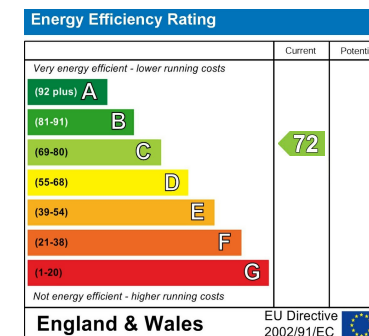 Energy Efficiency Rating
Current Potenti
Very energy efficient - lower running costs
(92 plus) A
(81-91) B
(69-80) C 72
(55-68) D
(39-54) E
(21-38) F
(1-20) G
Not energy efficient - higher running costs
England & Wales
EU Directive
2002/91/EC